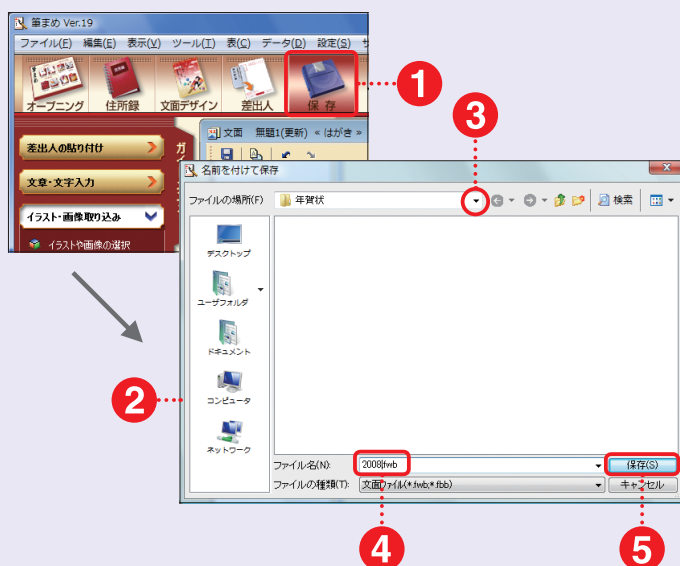 筆まめ Ver.19
ファイル(F) 編集(E) 表示(V) ツール(T) 表(C) データ(D) 設定(S)
オープニング 住所録 文面デザイン 差出人 保存
1
3
文面 無題1(更新) « はがき »
差出人の貼り付け
文章・文字入力
イラスト・画像取り込み
イラストや画像の選択
名前を付けて保存
ファイルの場所(F) 年賀状 検索
デスクトップ
ユーザフォルダ
ドキュメント
2
コンピュータ
ネットワーク
ファイル名(N): 2008.fwb 保存(S)
ファイルの種類(T): 文面ファイル(*.fwb;*.fbb) キャンセル
4
5